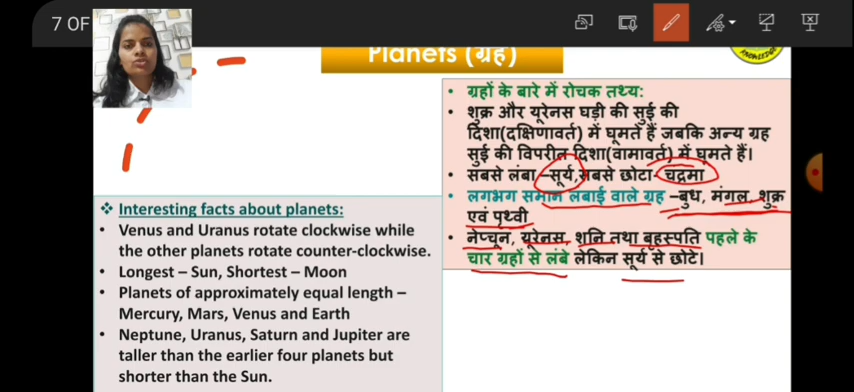 7 OF
Planets (ग्रह)
KNOWLEDGE
ग्रहों के बारे में रोचक तथ्य:
शुक्र और यूरेनस घड़ी की सुई की
दिशा(दक्षिणावर्त) में घूमते हैं जबकि अन्य ग्रह
सुई की विपरीत दिशा(वामावर्त) में घूमते हैं।
सबसे लंबा –सूर्य,सबसे छोटा- चंद्रमा
लगभग समान लंबाई वाले ग्रह –बुध, मंगल, शुक्र
एवं पृथ्वी
नेप्चून, यूरेनस, शनि तथा बृहस्पति पहले के
चार ग्रहों से लंबे लेकिन सूर्य से छोटे।
❖ Interesting facts about planets:
• Venus and Uranus rotate clockwise while
the other planets rotate counter-clockwise.
• Longest – Sun, Shortest – Moon
• Planets of approximately equal length –
Mercury, Mars, Venus and Earth
• Neptune, Uranus, Saturn and Jupiter are
taller than the earlier four planets but
shorter than the Sun.